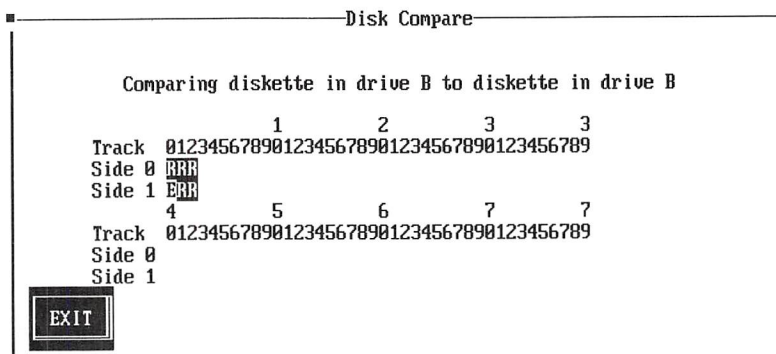 Disk Compare
Comparing diskette in drive B to diskette in drive B
1 2 3 3
Track 0123456789012345678901234567890123456789
Side 0 RRR
Side 1 ERR
4 5 6 7 7
Track 0123456789012345678901234567890123456789
Side 0
Side 1
EXIT